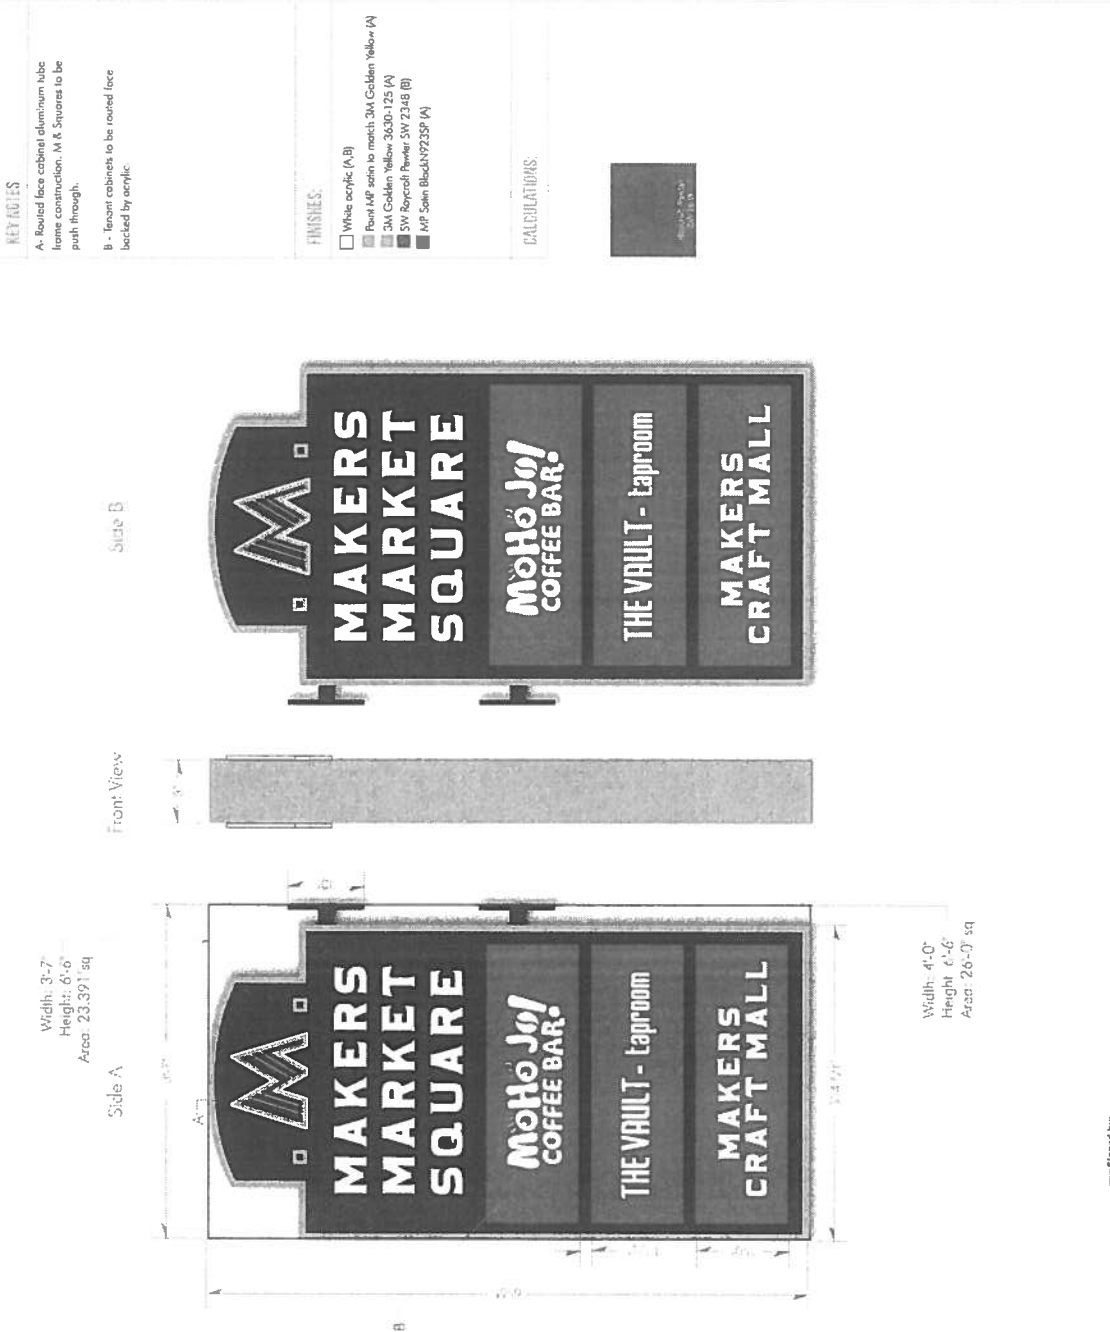 KEY NOTES
A- Routed face cabinet aluminum tube
frame construction. M & Squares to be
push through.
B - Tenant cabinets to be routed face
backed by acrylic
FINISHES:
White acrylic (A,B)
Paint MP satin to match 3M Golden Yellow (A)
3M Golden Yellow 3630-125 (A)
SW Roycroft Pewter SW 2348 (B)
MP Satin BlackN923SP (A)
CALCULATIONS:
Side B
MAKERS
MARKET
SQUARE
MoHo Jo!
COFFEE BAR.
THE VAULT - taproom
MAKERS
CRAFT MALL
Front View
9"
Width: 3'-7"
Height: 6'-6"
Area: 23.391" sq
Side A
A
MAKERS
MARKET
SQUARE
MoHo Jo!
COFFEE BAR.
THE VAULT - taproom
MAKERS
CRAFT MALL
Width: 4'-0"
Height 6'-6"
Area: 26'-0" sq
B